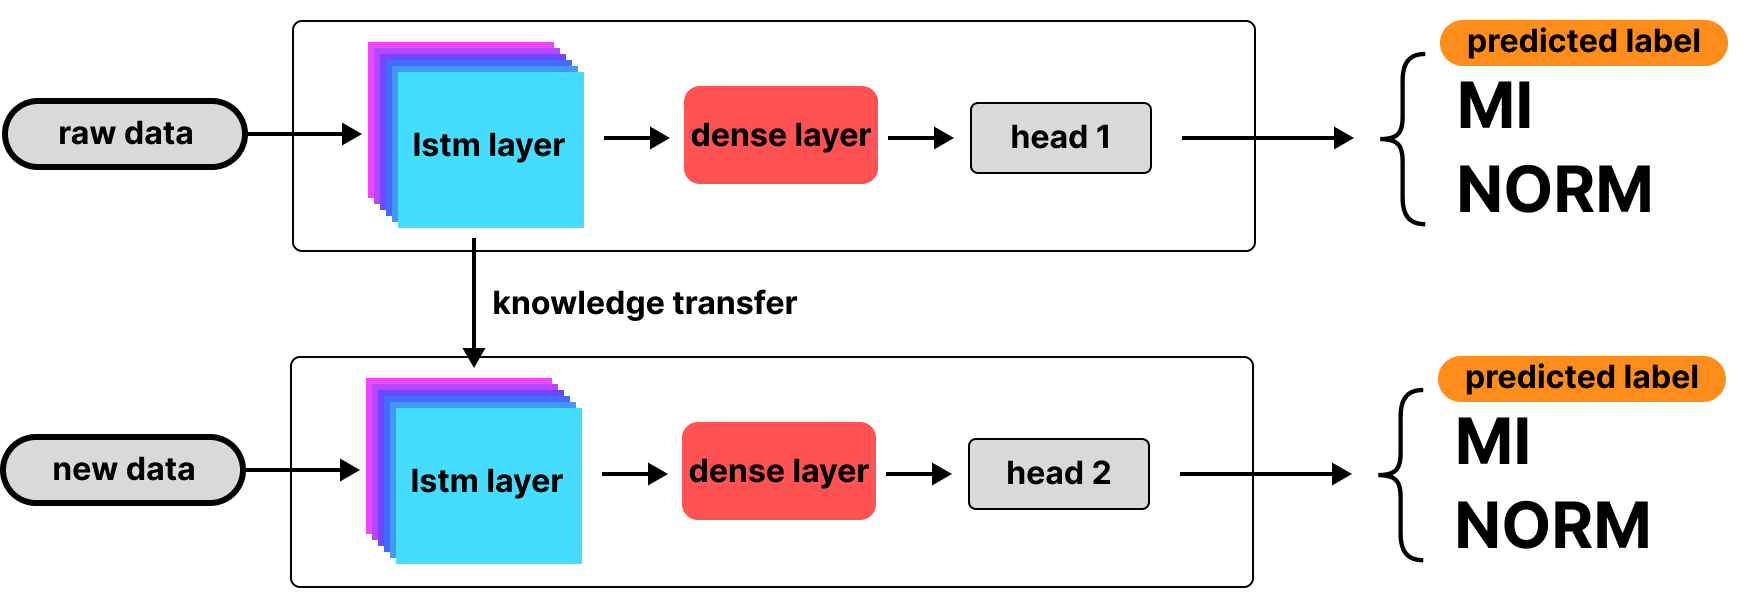 predicted label
MI
raw data
lstm layer
dense layer
head 1
NORM
knowledge transfer
predicted label
MI
new data
lstm layer
dense layer
head 2
NORM